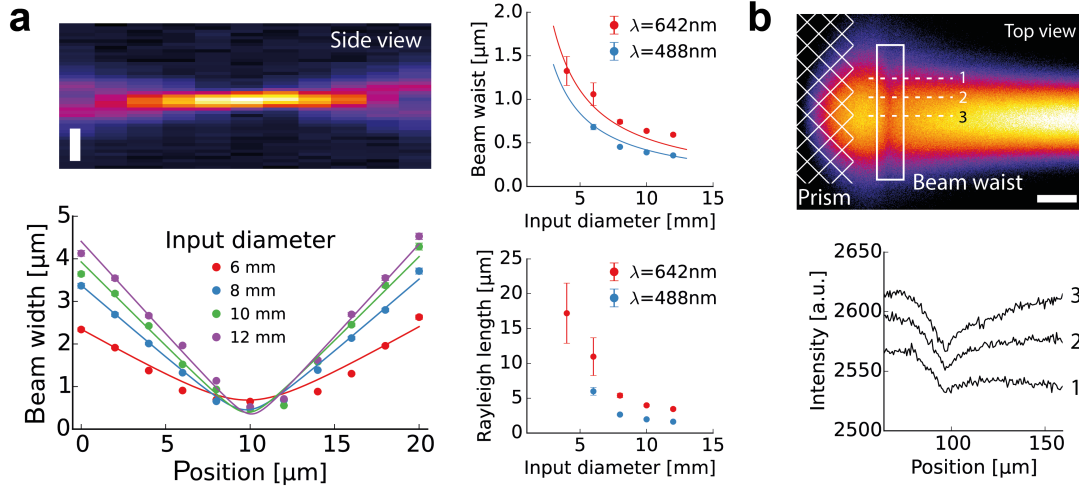 a
Side view
Beam waist [μm]
2.0
1.5
1.0
0.5
0.0
5
10
15
Input diameter [mm]
λ=642nm
λ=488nm
b
Top view
1
2
3
Beam waist
Prism
Beam width [μm]
5
4
3
2
1
0
0
5
10
15
20
Position [μm]
Input diameter
6 mm
8 mm
10 mm
12 mm
Rayleigh length [μm]
25
20
15
10
5
0
5
10
15
Input diameter [mm]
λ=642nm
λ=488nm
Intensity [a.u.]
2650
2600
2550
2500
100
150
Position [μm]
3
2
1